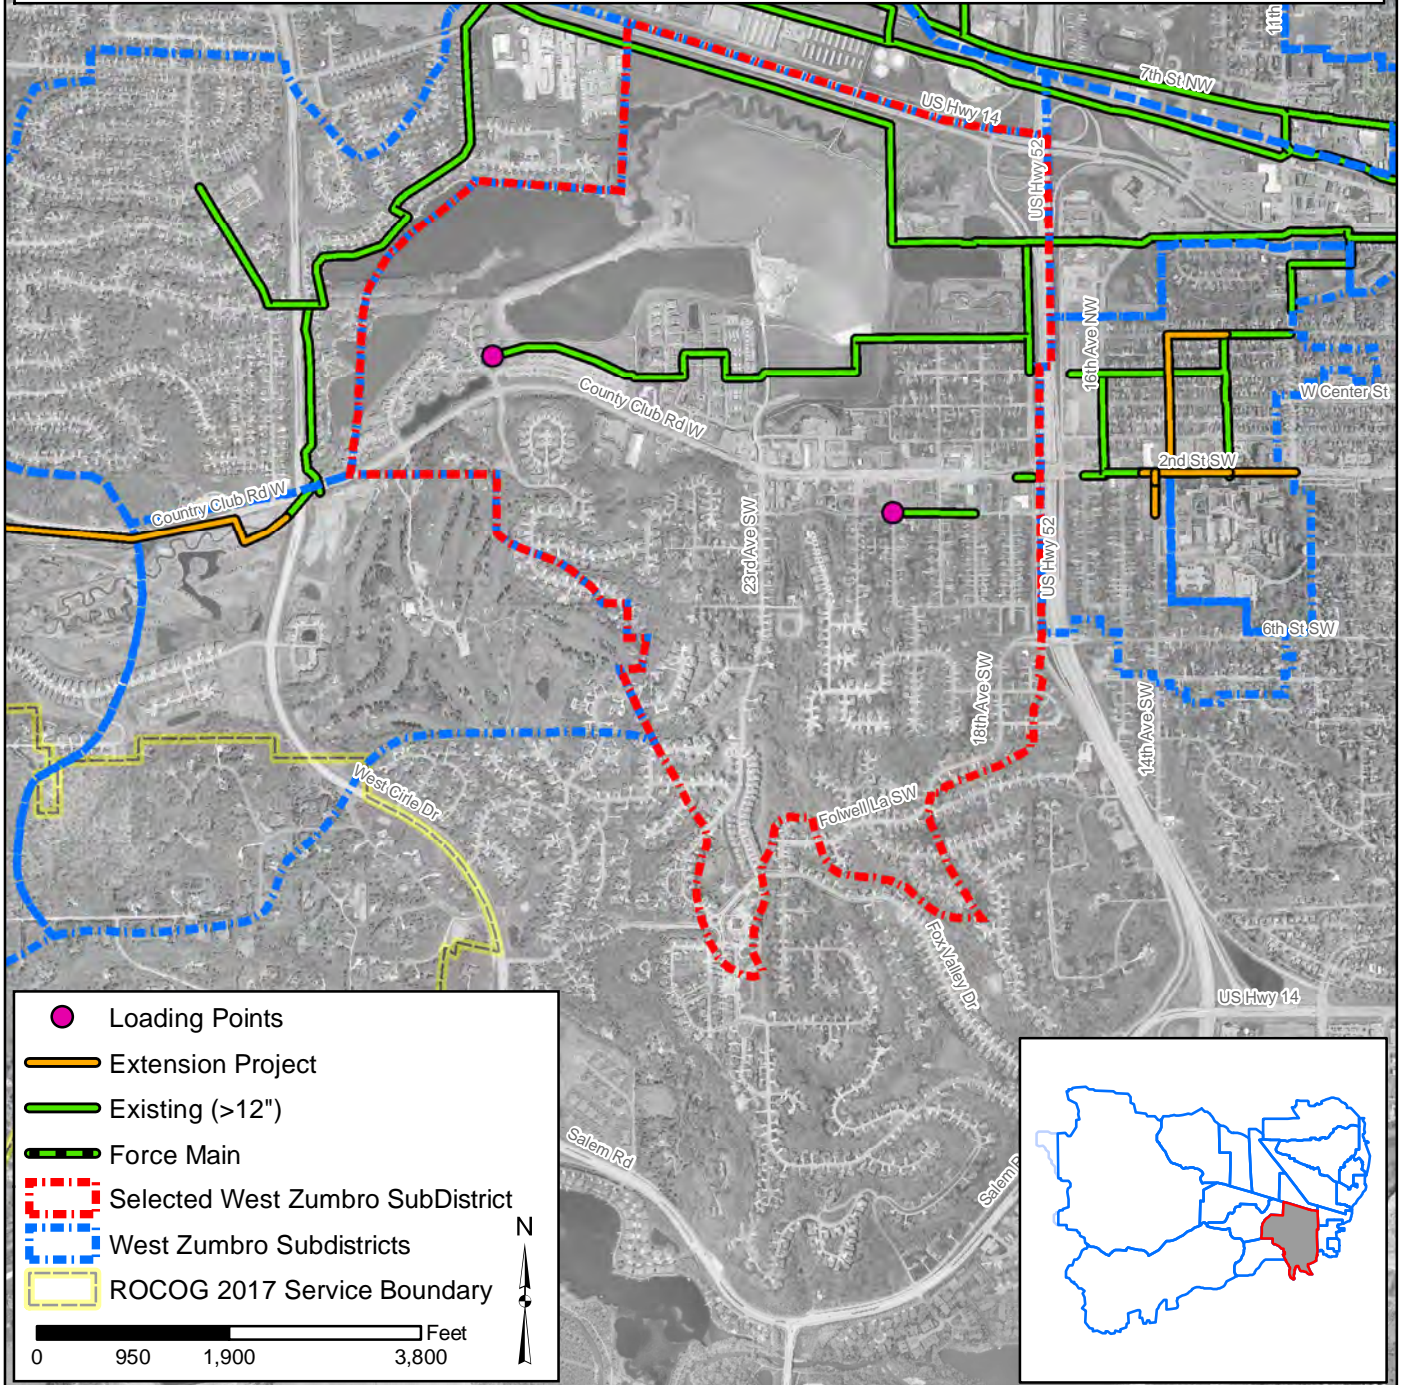 11th
7th St NW
US Hwy 14
US Hwy 52
16th Ave NW
W Center St
County Club Rd W
2nd St SW
Country Club Rd W
23rd Ave SW
US Hwy 52
6th St SW
18th Ave SW
14th Ave SW
West Cirle Dr
Folwell La SW
Fox Valley Dr
US Hwy 14
Salem Rd
Salem R
Loading Points
Extension Project
Existing (>12")
Force Main
Selected West Zumbro SubDistrict
West Zumbro Subdistricts
ROCOG 2017 Service Boundary
N
Feet
0 950 1,900 3,800